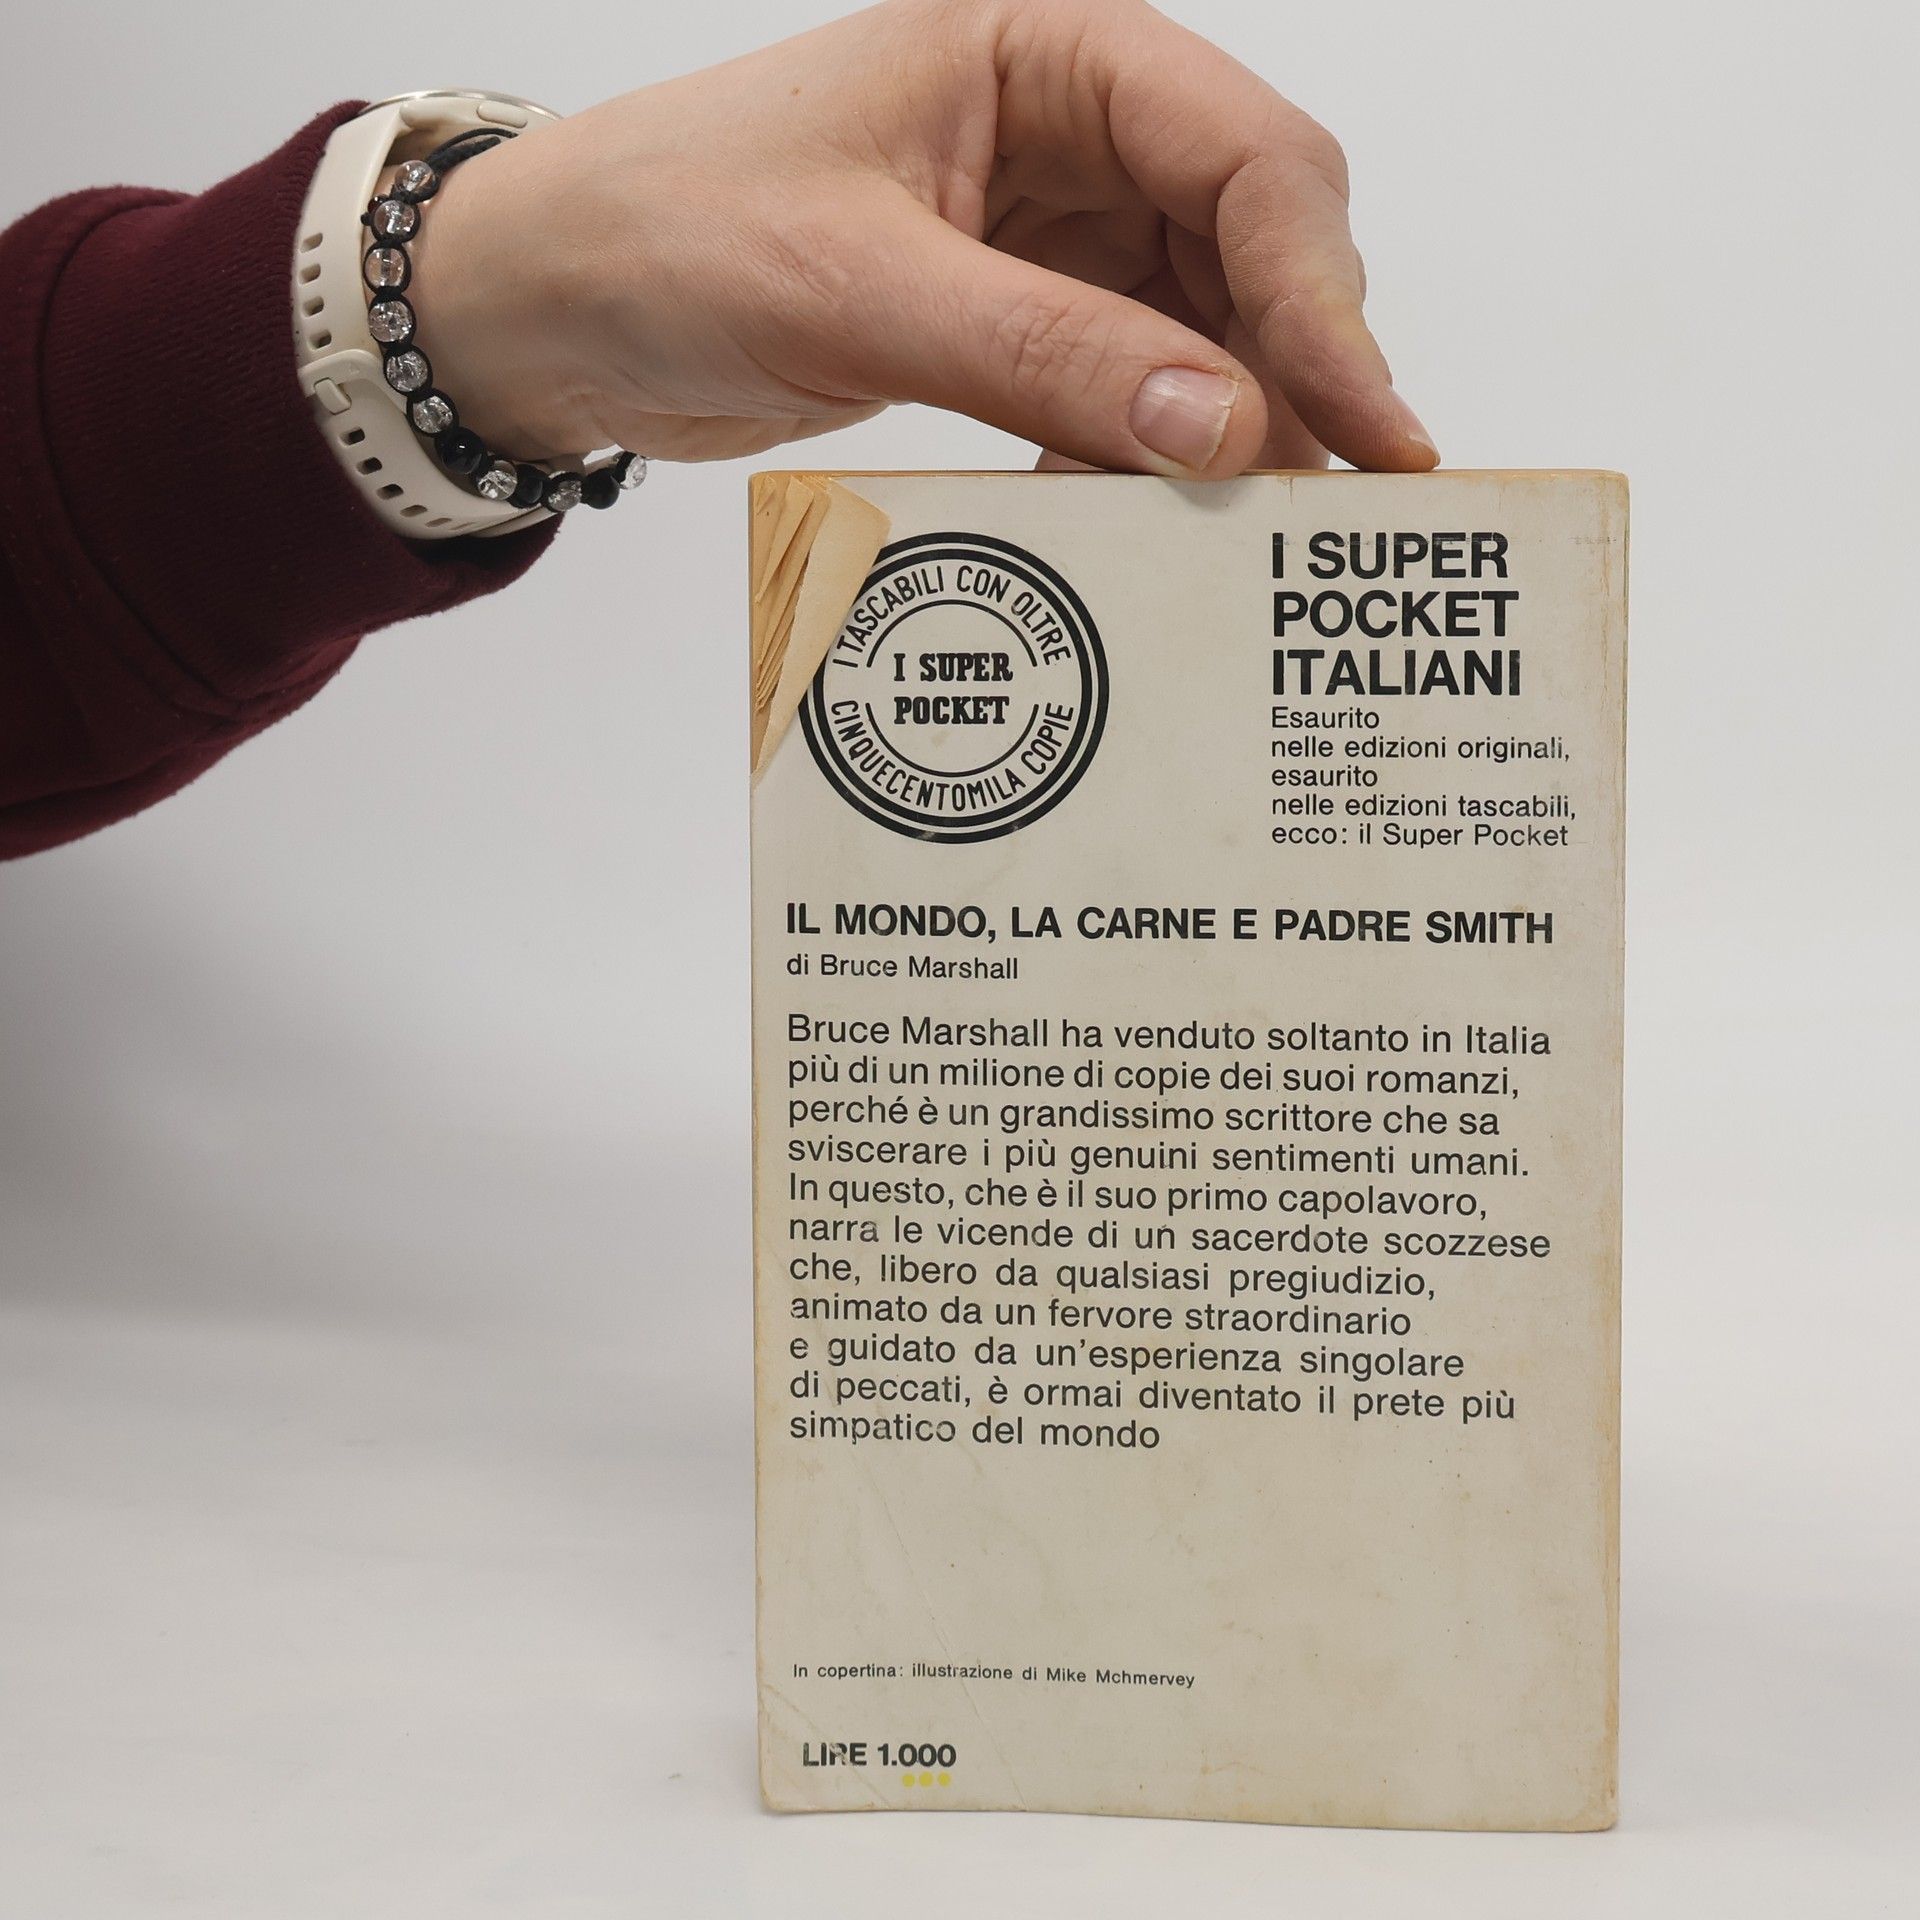 I TASCABILI CON OLTRE
I SUPER
POCKET
CINQUECENTOMILA COPIE
I SUPER
POCKET
ITALIANI
Esaurito
nelle edizioni originali,
esaurito
nelle edizioni tascabili,
ecco: il Super Pocket
IL MONDO, LA CARNE E PADRE SMITH
di Bruce Marshall
Bruce Marshall ha venduto soltanto in Italia
più di un milione di copie dei suoi romanzi,
perché è un grandissimo scrittore che sa
sviscerare i più genuini sentimenti umani.
In questo, che è il suo primo capolavoro,
narra le vicende di un sacerdote scozzese
che, libero da qualsiasi pregiudizio,
animato da un fervore straordinario
e guidato da un'esperienza singolare
di peccati, è ormai diventato il prete più
simpatico del mondo
In copertina: illustrazione di Mike Mchmervey
LIRE 1.000